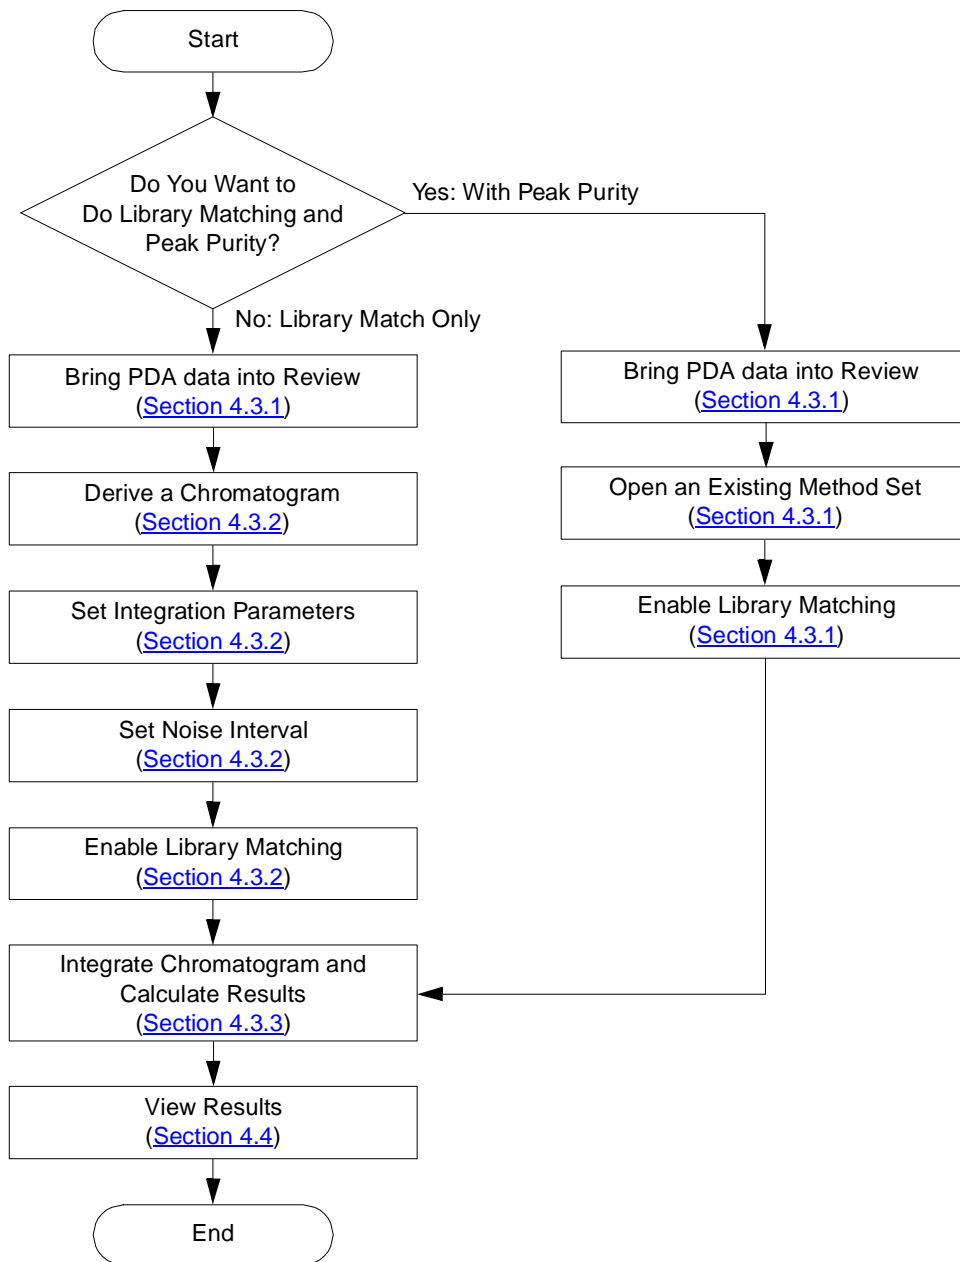 Start
Do You Want to
Do Library Matching and
Peak Purity?
Yes: With Peak Purity
No: Library Match Only
Bring PDA data into Review
(Section 4.3.1)
Derive a Chromatogram
(Section 4.3.2)
Set Integration Parameters
(Section 4.3.2)
Set Noise Interval
(Section 4.3.2)
Enable Library Matching
(Section 4.3.2)
Bring PDA data into Review
(Section 4.3.1)
Open an Existing Method Set
(Section 4.3.1)
Enable Library Matching
(Section 4.3.1)
Integrate Chromatogram and
Calculate Results
(Section 4.3.3)
View Results
(Section 4.4)
End